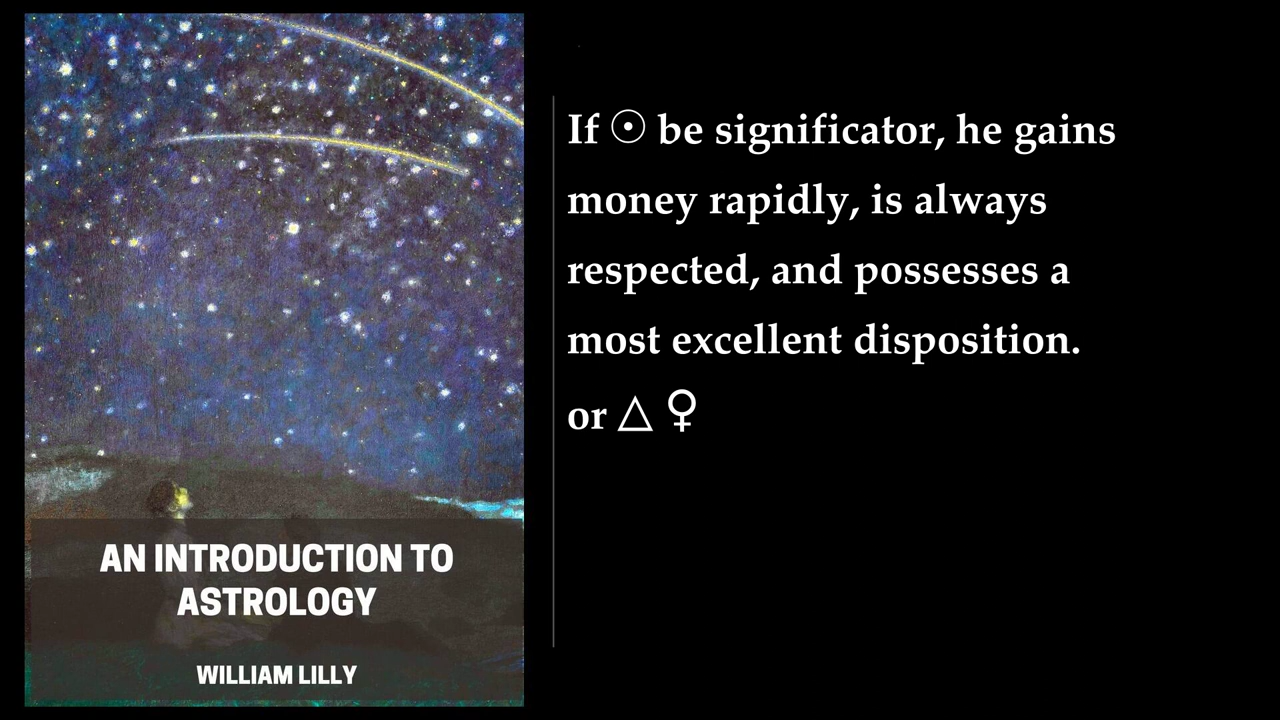 AN INTRODUCTION TO
ASTROLOGY
WILLIAM LILLY
If ☉ be significator, he gains
money rapidly, is always
respected, and possesses a
most excellent disposition.
or △ ♀